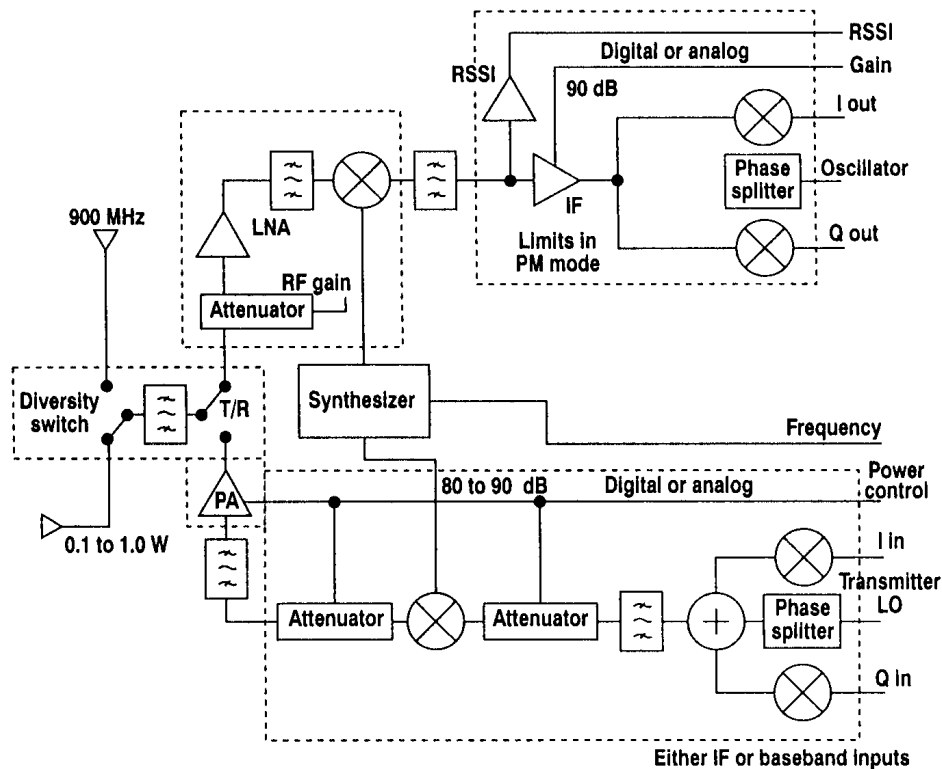 RSSI
Digital or analog
RSSI
Gain
90 dB
I out
Phase
splitter
Oscillator
IF
Q out
Limits in
PM mode
900 MHz
LNA
RF gain
Attenuator
Diversity
switch
T/R
Synthesizer
Frequency
80 to 90 dB
Digital or analog
Power
control
PA
0.1 to 1.0 W
I in
Transmitter
LO
Attenuator
Attenuator
Phase
splitter
Q in
Either IF or baseband inputs